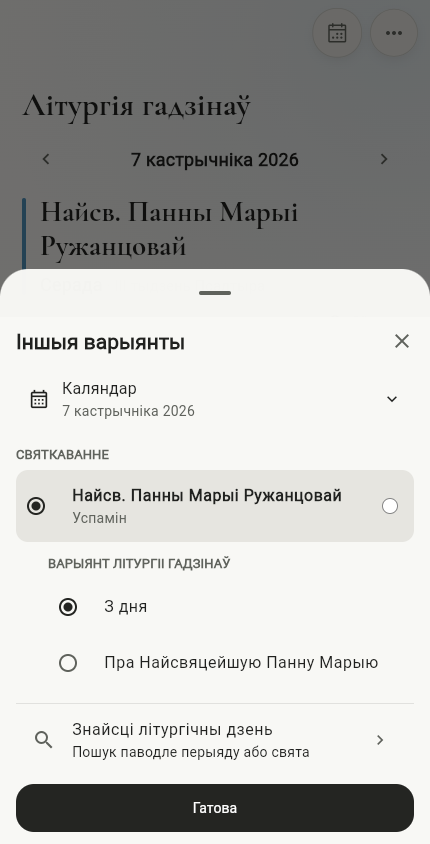 Літургія гадзінаў
7 кастрычніка 2026
Найсв. Панны Марыі
Ружанцовай
Іншыя варыянты
Каляндар
7 кастрычніка 2026
СВЯТКАВАННЕ
Найсв. Панны Марыі Ружанцовай
Успамін
ВАРЫЯНТ ЛІТУРГІІ ГАДЗІНАЎ
З дня
Пра Найсвяцейшую Панну Марыю
Знайсці літургічны дзень
Пошук паводле перыяду або свята
Гатова